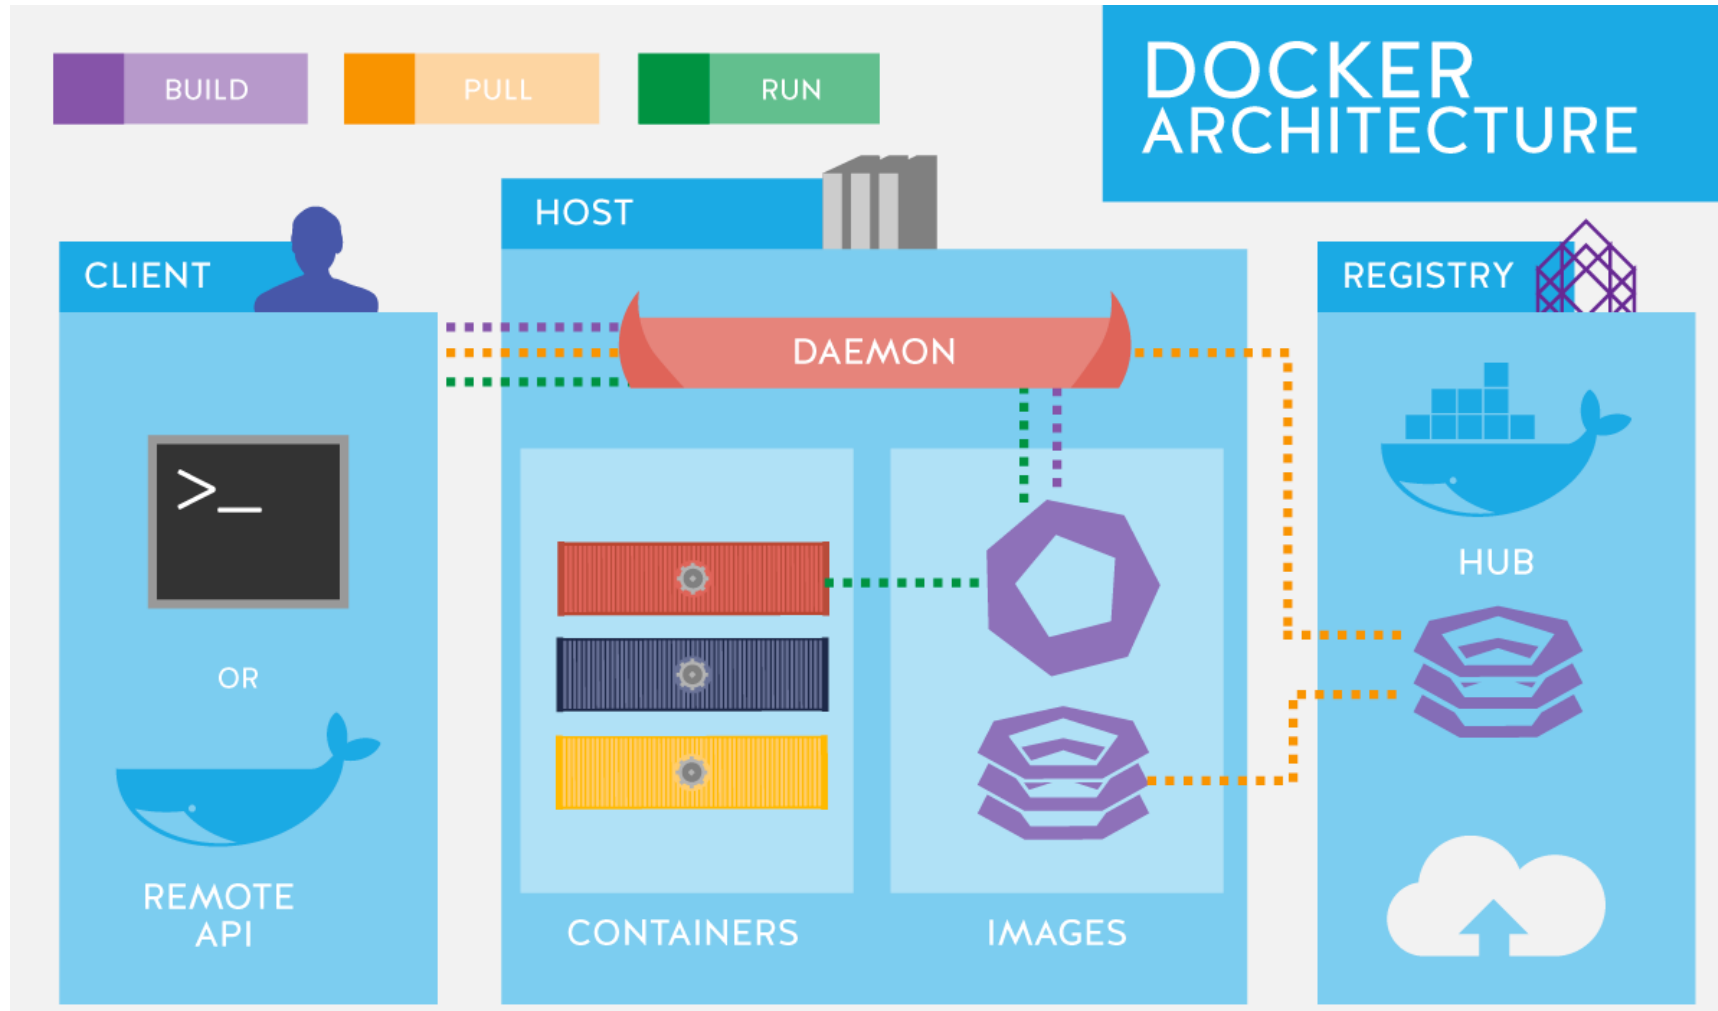 BUILD
PULL
RUN
DOCKER
ARCHITECTURE
CLIENT
>_
OR
REMOTE
API
HOST
DAEMON
CONTAINERS
IMAGES
REGISTRY
HUB